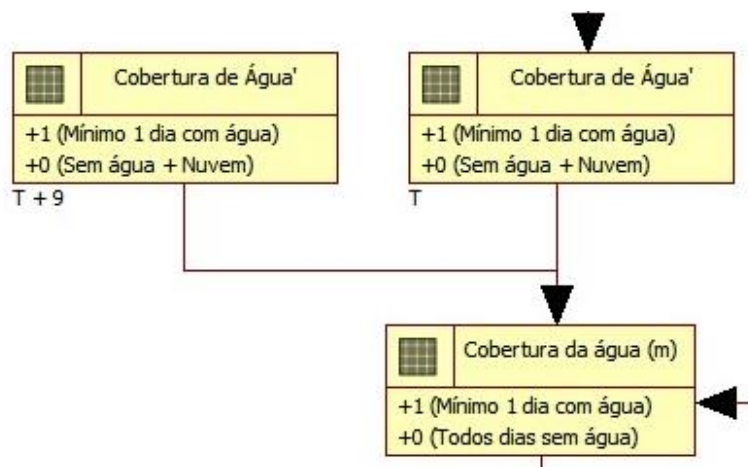 Cobertura de Água'
+1 (Mínimo 1 dia com água)
+0 (Sem água + Nuvem)
T + 9
Cobertura de Água'
+1 (Mínimo 1 dia com água)
+0 (Sem água + Nuvem)
T
Cobertura da água (m)
+1 (Mínimo 1 dia com água)
+0 (Todos dias sem água)